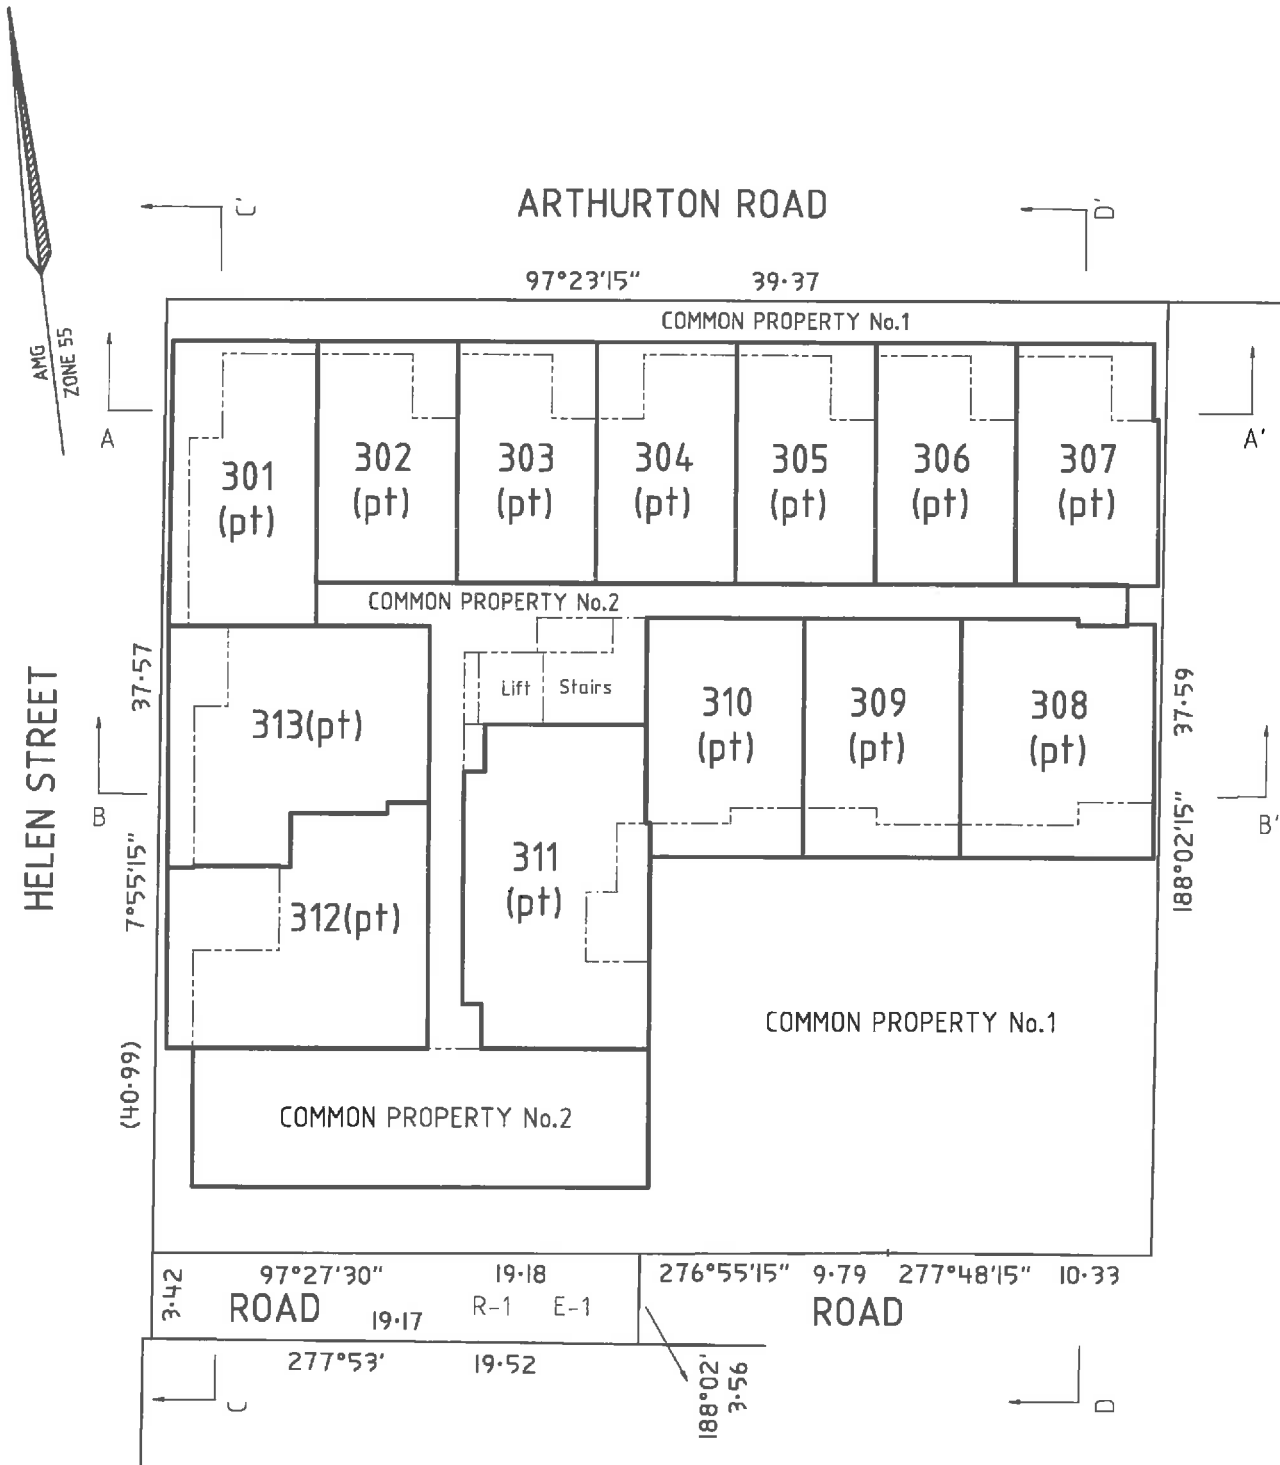 C'
ARTHURTON ROAD
D'
97°23'15" 39·37
COMMON PROPERTY No.1
AMG
ZONE 55
A
A'
301
(pt)
302
(pt)
303
(pt)
304
(pt)
305
(pt)
306
(pt)
307
(pt)
COMMON PROPERTY No.2
HELEN STREET
37·57
7°55'15"
(40·99)
B
313(pt)
Lift
Stairs
310
(pt)
309
(pt)
308
(pt)
37·59
188°02'15"
B'
312(pt)
311
(pt)
COMMON PROPERTY No.1
COMMON PROPERTY No.2
3·42
97°27'30" 19·18
ROAD 19·17 R-1 E-1
276°55'15" 9·79 277°48'15" 10·33
ROAD
277°53' 19·52
188°02'
3·56
C
D